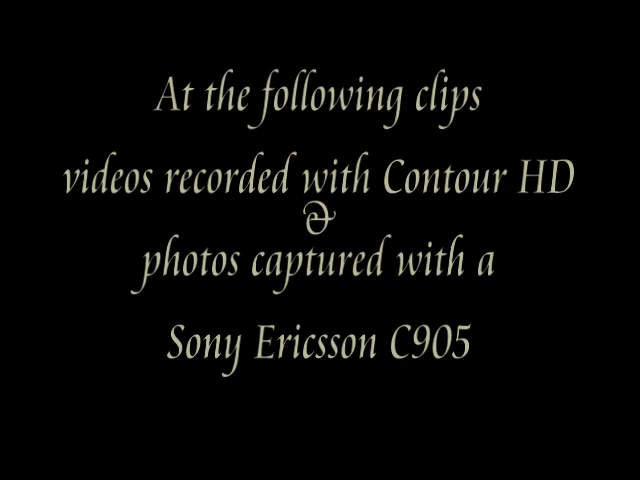 At the following clips
videos recorded with Contour HD
&
photos captured with a
Sony Ericsson C905